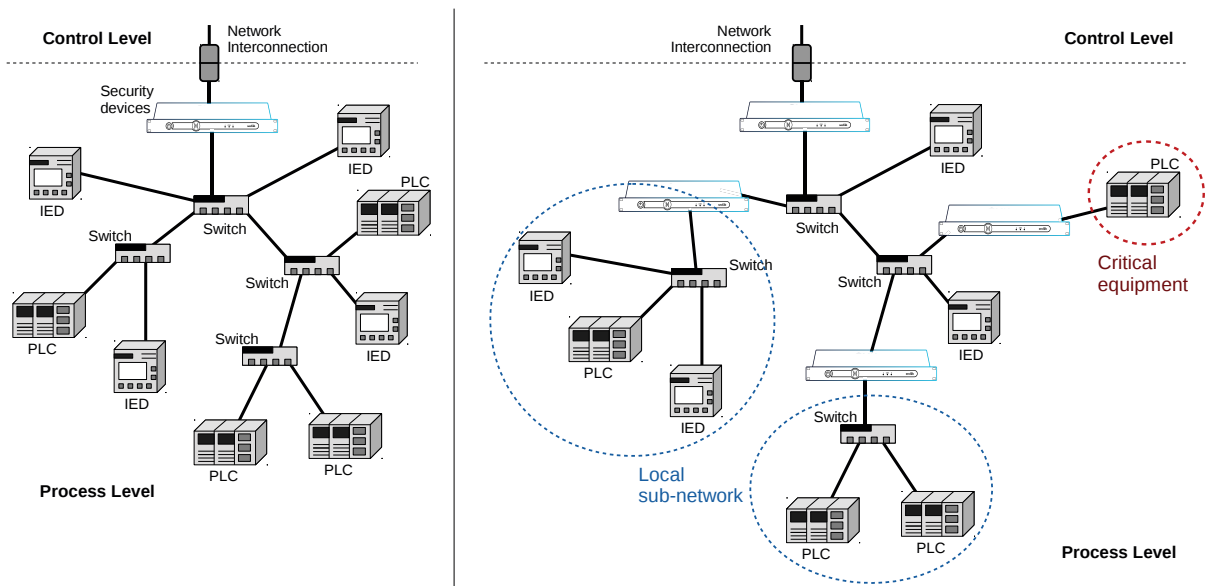 Control Level
Network
Interconnection
Security
devices
IED
IED
PLC
Switch
Switch
Switch
PLC
IED
Switch
IED
PLC
PLC
Process Level
Network
Interconnection
Control Level
IED
PLC
Switch
Critical
equipment
Switch
IED
Switch
PLC
IED
IED
Switch
Local
sub-network
PLC
PLC
Process Level